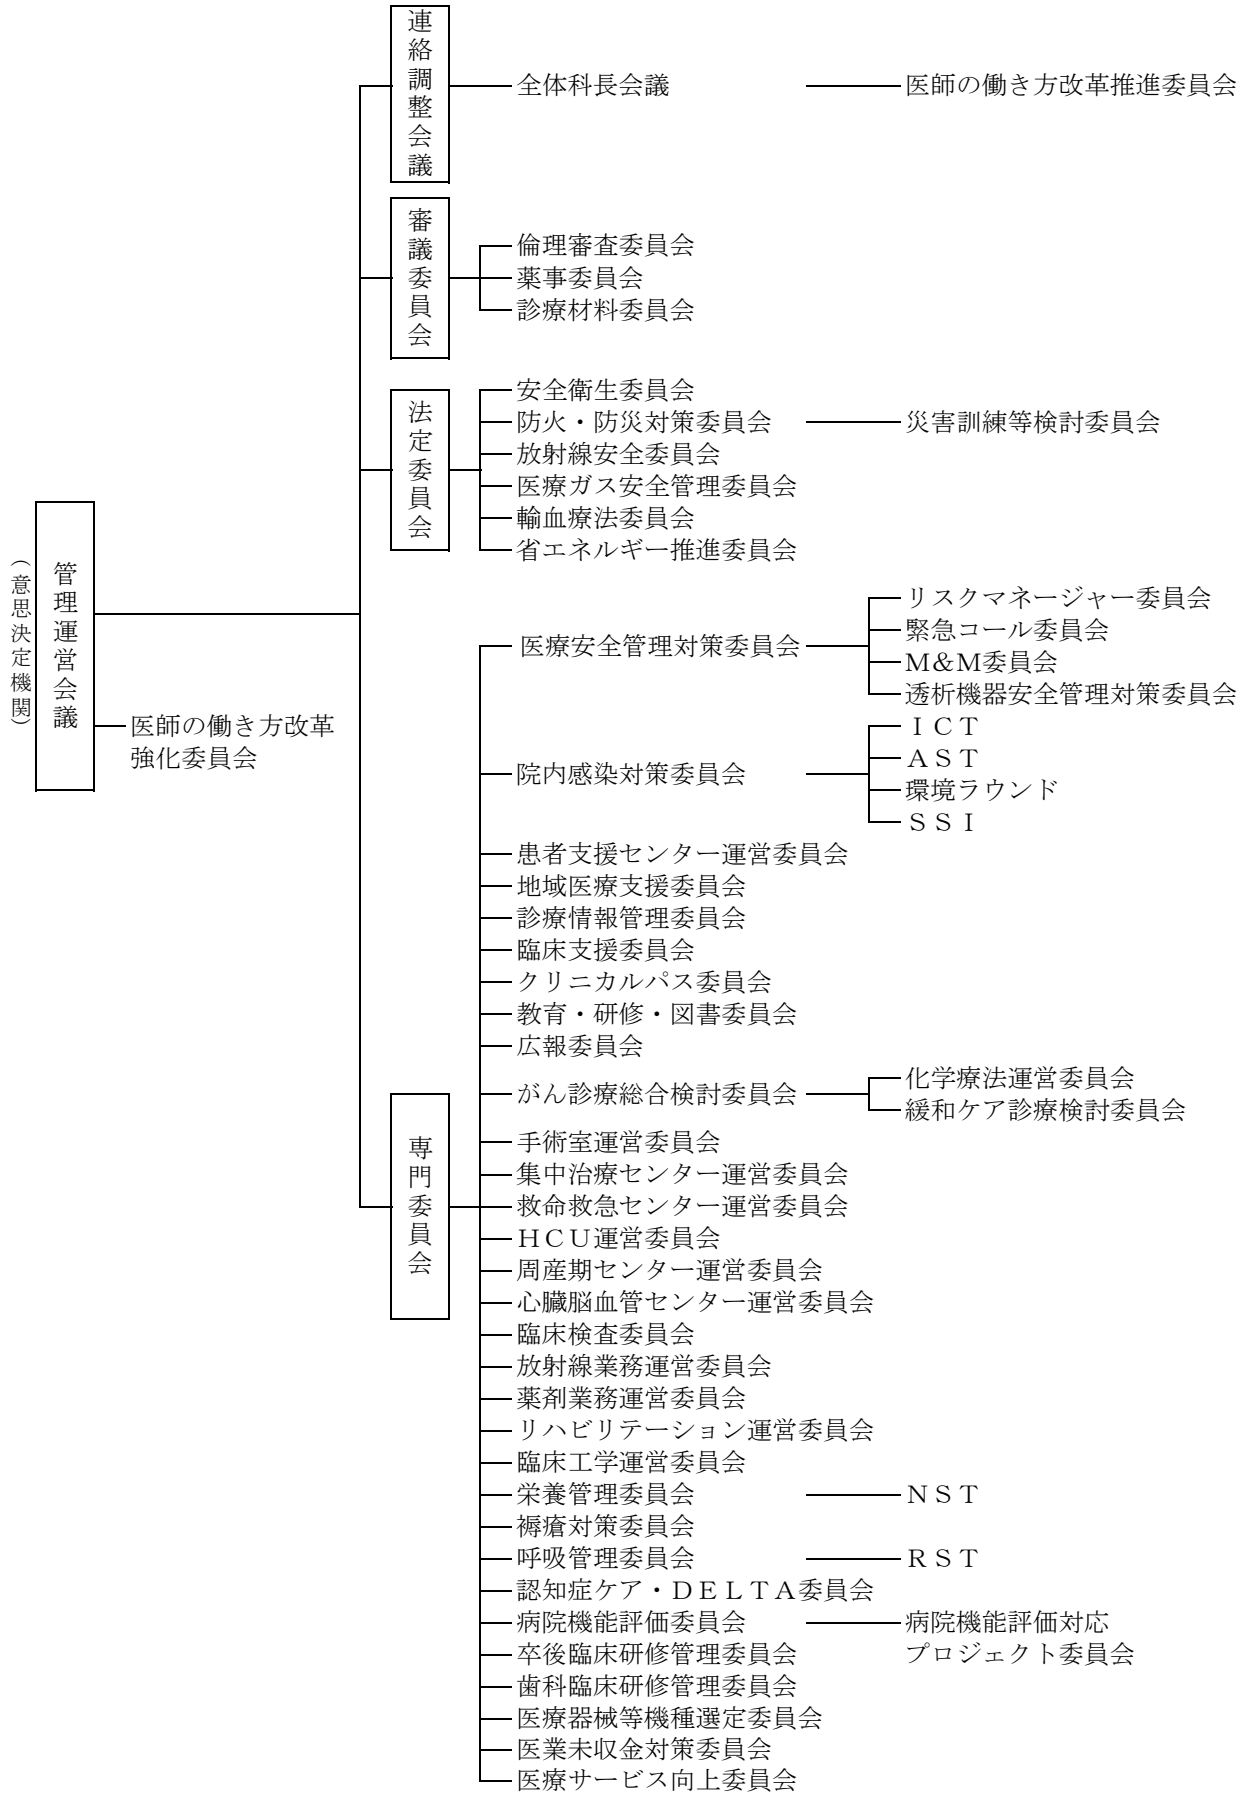 （意思決定機関）
管理運営会議
医師の働き方改革
強化委員会
連絡調整会議
全体科長会議
医師の働き方改革推進委員会
審議委員会
倫理審査委員会
薬事委員会
診療材料委員会
法定委員会
安全衛生委員会
防火・防災対策委員会
災害訓練等検討委員会
放射線安全委員会
医療ガス安全管理委員会
輸血療法委員会
省エネルギー推進委員会
専門委員会
医療安全管理対策委員会
リスクマネージャー委員会
緊急コール委員会
Ｍ&Ｍ委員会
透析機器安全管理対策委員会
院内感染対策委員会
ＩＣＴ
ＡＳＴ
環境ラウンド
ＳＳＩ
患者支援センター運営委員会
地域医療支援委員会
診療情報管理委員会
臨床支援委員会
クリニカルパス委員会
教育・研修・図書委員会
広報委員会
がん診療総合検討委員会
化学療法運営委員会
緩和ケア診療検討委員会
手術室運営委員会
集中治療センター運営委員会
救命救急センター運営委員会
ＨＣＵ運営委員会
周産期センター運営委員会
心臓脳血管センター運営委員会
臨床検査委員会
放射線業務運営委員会
薬剤業務運営委員会
リハビリテーション運営委員会
臨床工学運営委員会
栄養管理委員会
ＮＳＴ
褥瘡対策委員会
呼吸管理委員会
ＲＳＴ
認知症ケア・ＤＥＬＴＡ委員会
病院機能評価委員会
病院機能評価対応
プロジェクト委員会
卒後臨床研修管理委員会
歯科臨床研修管理委員会
医療器械等機種選定委員会
医業未収金対策委員会
医療サービス向上委員会